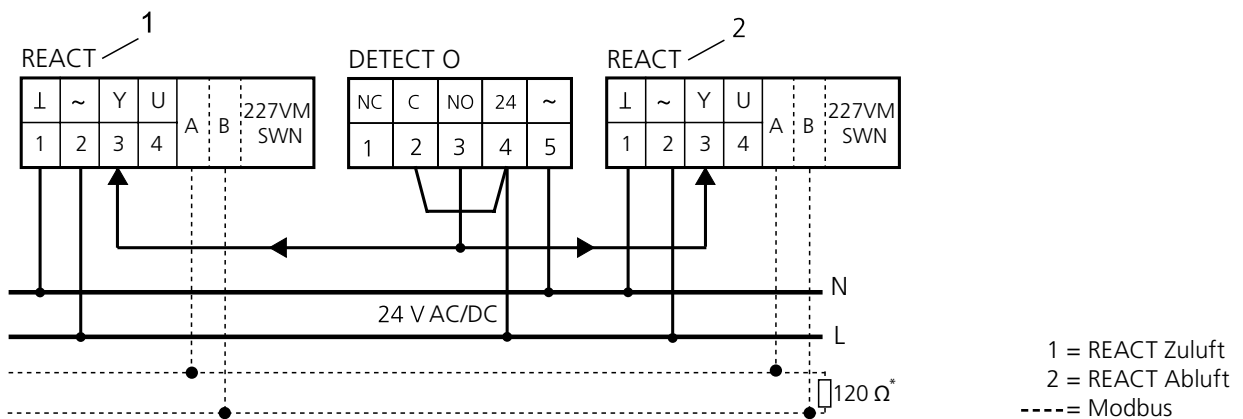 1
2
REACT
DETECT O
REACT
⊥ ~ Y U A B 227VM SWN
1 2 3 4
NC C NO 24 ~
1 2 3 4 5
⊥ ~ Y U A B 227VM SWN
1 2 3 4
N
24 V AC/DC
L
120 Ω*
1 = REACT Zuluft
2 = REACT Abluft
----= Modbus